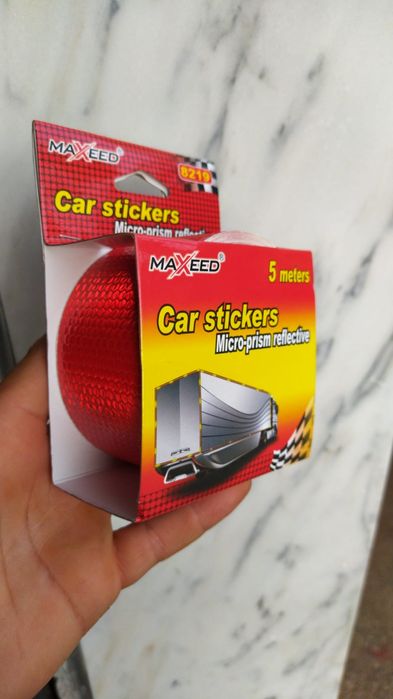 MAXEED®
8219
Car stickers
Micro-prism reflecti
MAXEED®
5 meters
Car stickers
Micro-prism reflective